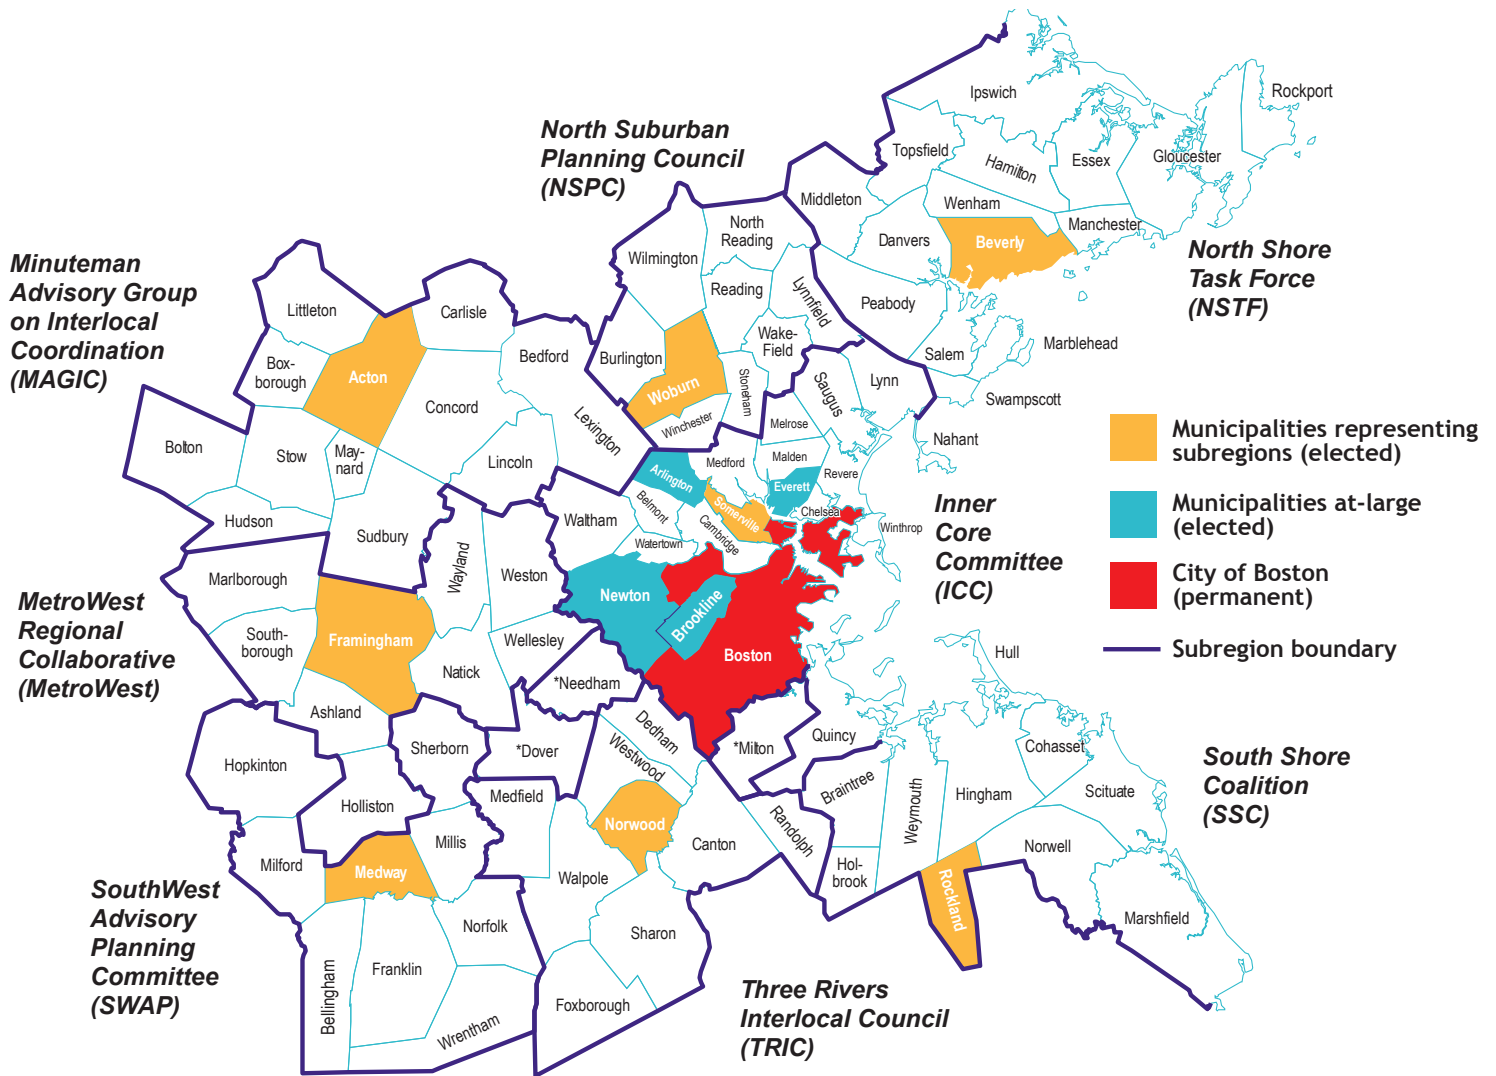 Ipswich
Rockport
North Suburban
Planning Council
(NSPC)
Topsfield
Hamilton
Essex
Gloucester
Middleton
Wenham
Manchester
North
Reading
Danvers
Beverly
North Shore
Task Force
(NSTF)
Wilmington
Minuteman
Advisory Group
on Interlocal
Coordination
(MAGIC)
Reading
Lynnfield
Peabody
Littleton
Carlisle
Wake-
Field
Marblehead
Bedford
Burlington
Salem
Box-
borough
Acton
Woburn
Stoneham
Saugus
Lynn
Swampscott
Concord
Lexington
Winchester
Melrose
Nahant
Municipalities representing
subregions (elected)
Bolton
Stow
May-
nard
Lincoln
Arlington
Medford
Malden
Revere
Everett
Municipalities at-large
(elected)
Hudson
Sudbury
Waltham
Belmont
Somerville
Chelsea
Winthrop
Cambridge
Watertown
Inner
Core
Committee
(ICC)
City of Boston
(permanent)
Marlborough
Wayland
Weston
Newton
Brookline
MetroWest
Regional
Collaborative
(MetroWest)
South-
borough
Framingham
Wellesley
Boston
Hull
Subregion boundary
Natick
*Needham
Ashland
Dedham
Sherborn
*Dover
Westwood
*Milton
Quincy
Cohasset
South Shore
Coalition
(SSC)
Hopkinton
Holliston
Medfield
Braintree
Weymouth
Hingham
Scituate
Norwood
Randolph
Millis
Canton
Norwell
Milford
Medway
Walpole
Hol-
brook
Rockland
Marshfield
SouthWest
Advisory
Planning
Committee
(SWAP)
Norfolk
Sharon
Franklin
Bellingham
Foxborough
Wrentham
Three Rivers
Interlocal Council
(TRIC)